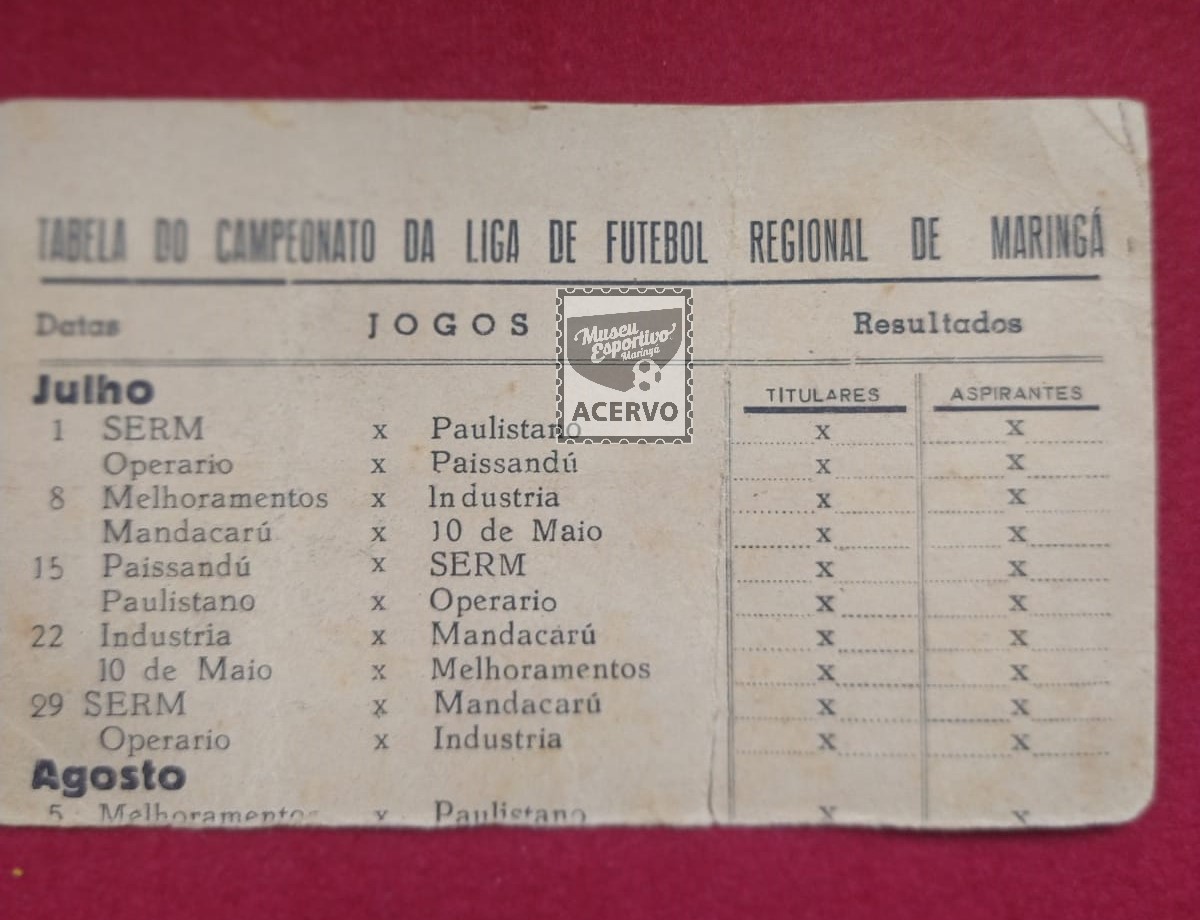 TABELA DO CAMPEONATO DA LIGA DE FUTEBOL REGIONAL DE MARINGÁ
Datas JOGOS Resultados
Museu
Esportivo
Maringá
ACERVO
Julho TITULARES ASPIRANTES
1 SERM x Paulistano x x
Operario x Paissandú x x
8 Melhoramentos x Industria x x
Mandacarú x 10 de Maio x x
15 Paissandú x SERM x x
Paulistano x Operario x x
22 Industria x Mandacarú x x
10 de Maio x Melhoramentos x x
29 SERM x Mandacarú x x
Operario x Industria x x
Agosto
5 Melhoramentos x Paulistano x x